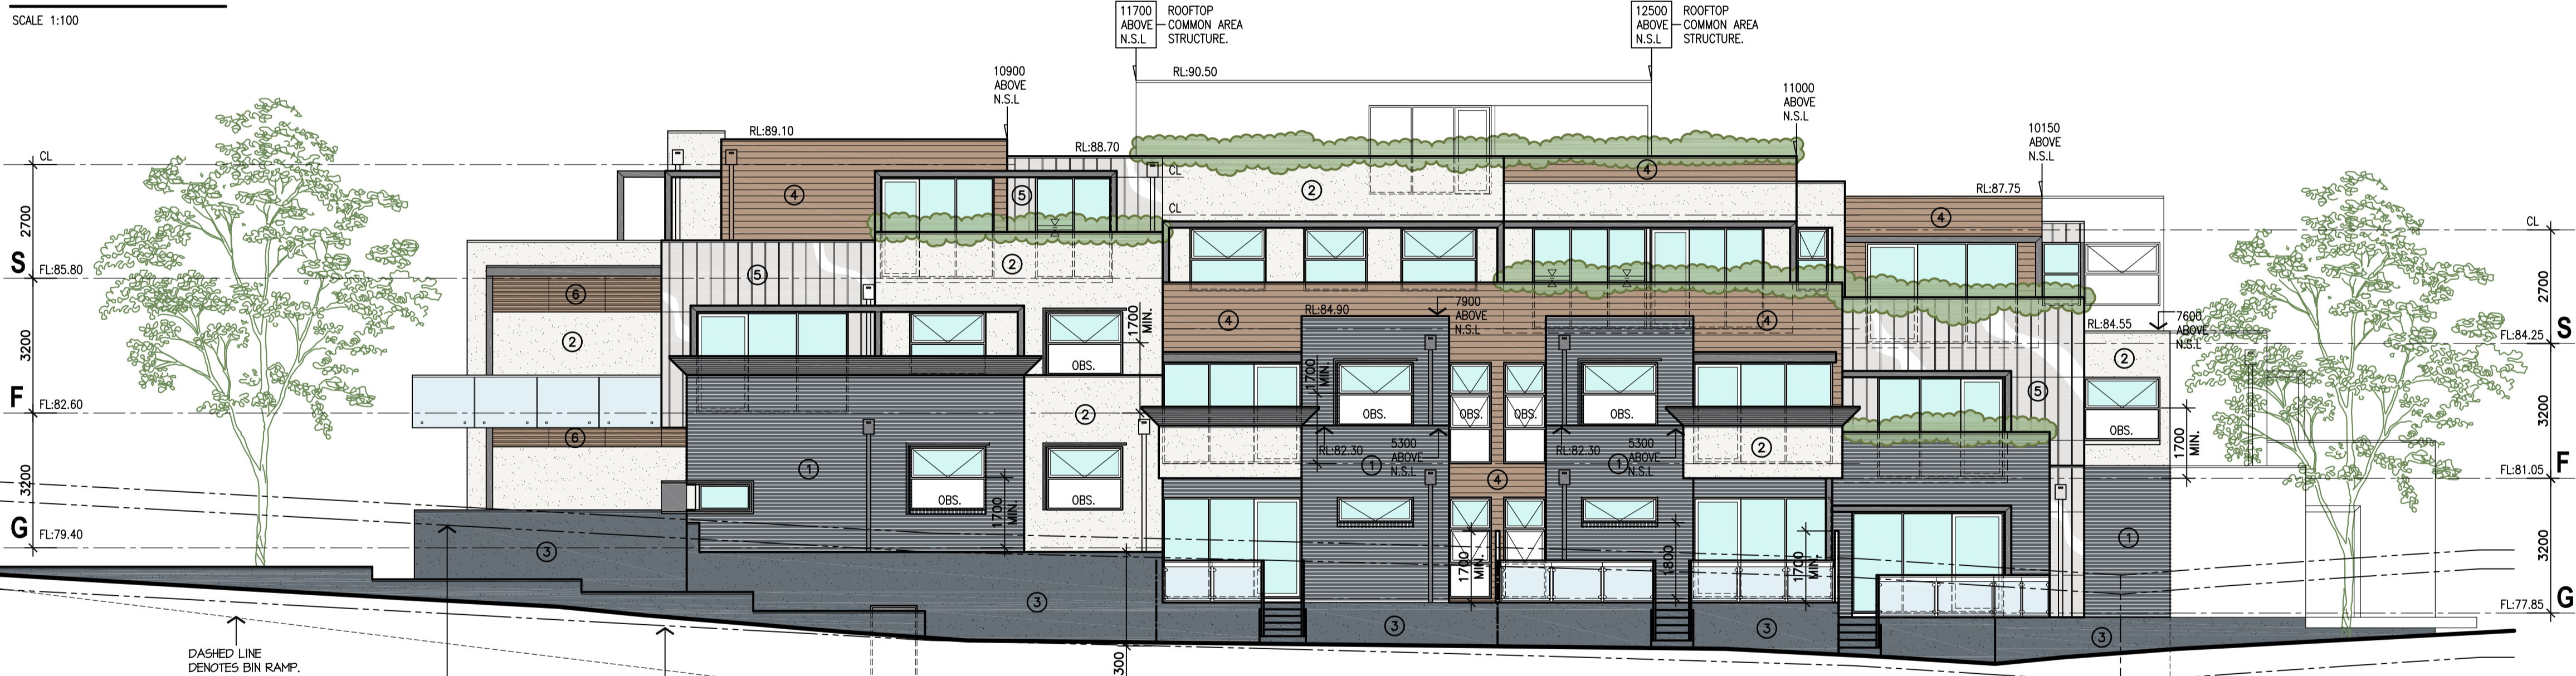 SCALE 1:100
11700
ABOVE
N.S.L
ROOFTOP
COMMON AREA
STRUCTURE.
12500
ABOVE
N.S.L
ROOFTOP
COMMON AREA
STRUCTURE.
RL:90.50
10900
ABOVE
N.S.L
11000
ABOVE
N.S.L
10150
ABOVE
N.S.L
RL:89.10
RL:88.70
RL:87.75
CL
CL
CL
CL
2700
3200
3200
S
F
G
FL:85.80
FL:82.60
FL:79.40
4
5
2
4
4
5
2
6
2
6
4
4
RL:84.90
7900
ABOVE
N.S.L
RL:84.55
7600
ABOVE
N.S.L
2
5
1700
MIN.
OBS.
2
1700
MIN.
OBS.
OBS.
OBS.
OBS.
OBS.
1700
MIN.
RL:82.30
5300
ABOVE
N.S.L
RL:82.30
5300
ABOVE
N.S.L
1
1
1
2
4
1
OBS.
OBS.
1700
MIN.
1700
MIN.
1800
1700
MIN.
3
3
3
3
3
2700
3200
3200
S
F
G
FL:84.25
FL:81.05
FL:77.85
DASHED LINE
DENOTES BIN RAMP.
300